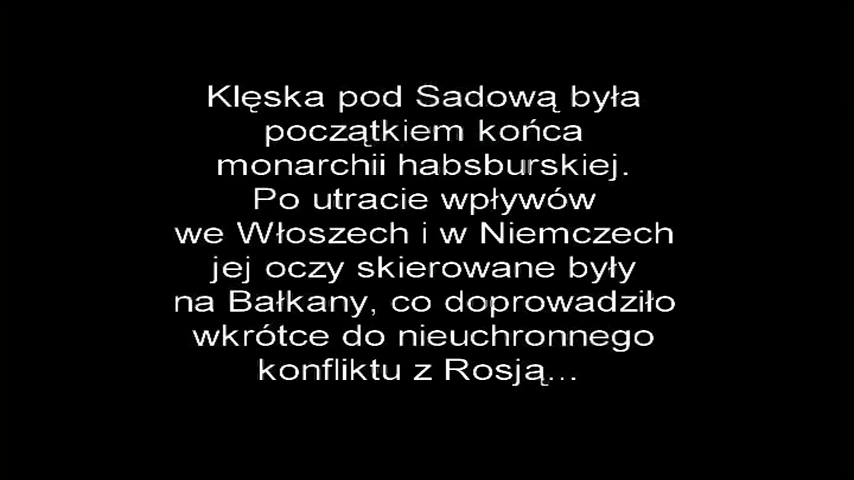 Klęska pod Sadową była
początkiem końca
monarchii habsburskiej.
Po utracie wpływów
we Włoszech i w Niemczech
jej oczy skierowane były
na Bałkany, co doprowadziło
wkrótce do nieuchronnego
konfliktu z Rosją...